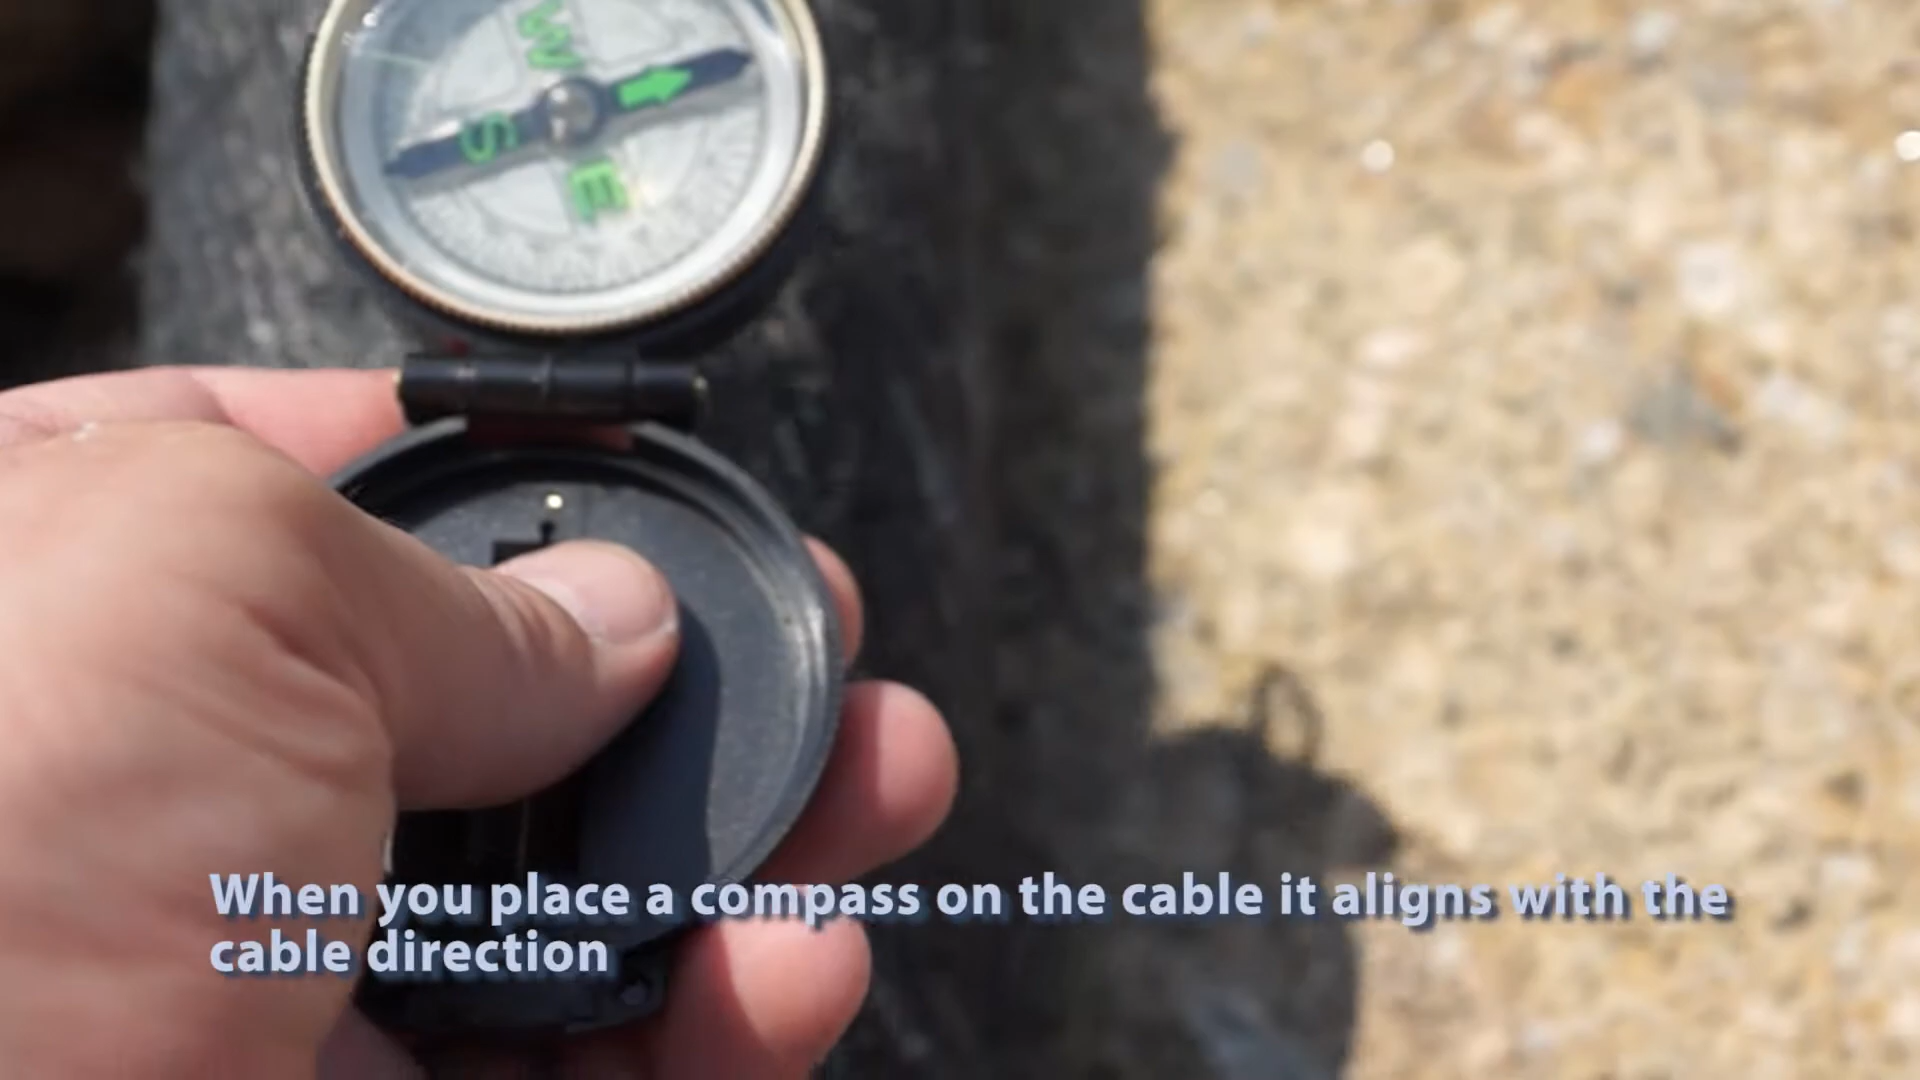 W
S
E
When you place a compass on the cable it aligns with the
cable direction